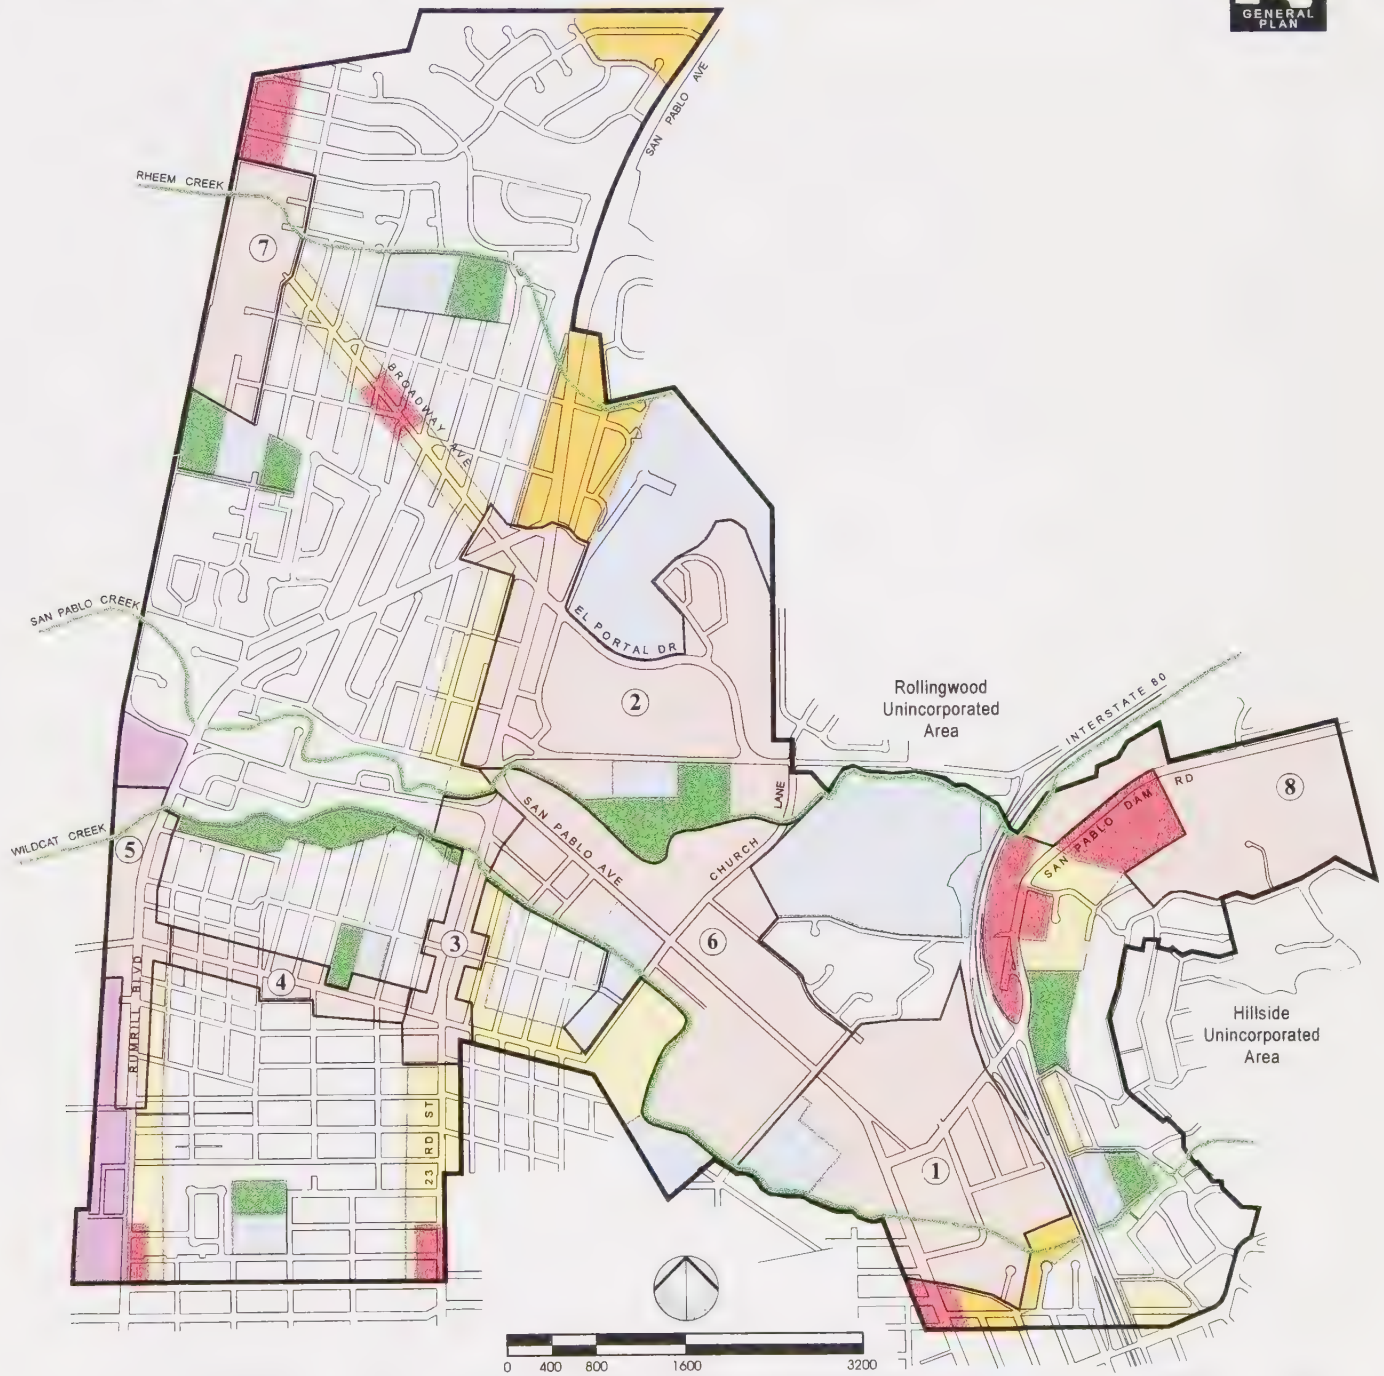 GENERAL
PLAN
SAN PABLO AVE
RHEEM CREEK
7
BROADWAY AVE
SAN PABLO CREEK
EL PORTAL DR
2
Rollingwood
Unincorporated
Area
INTERSTATE 80
8
SAN PABLO DAM RD
LANE
CHURCH
SAN PABLO AVE
WILDCAT CREEK
5
3
6
4
RUMRILL BLVD
Hillside
Unincorporated
Area
23 RD ST
1
0 400 800 1600 3200